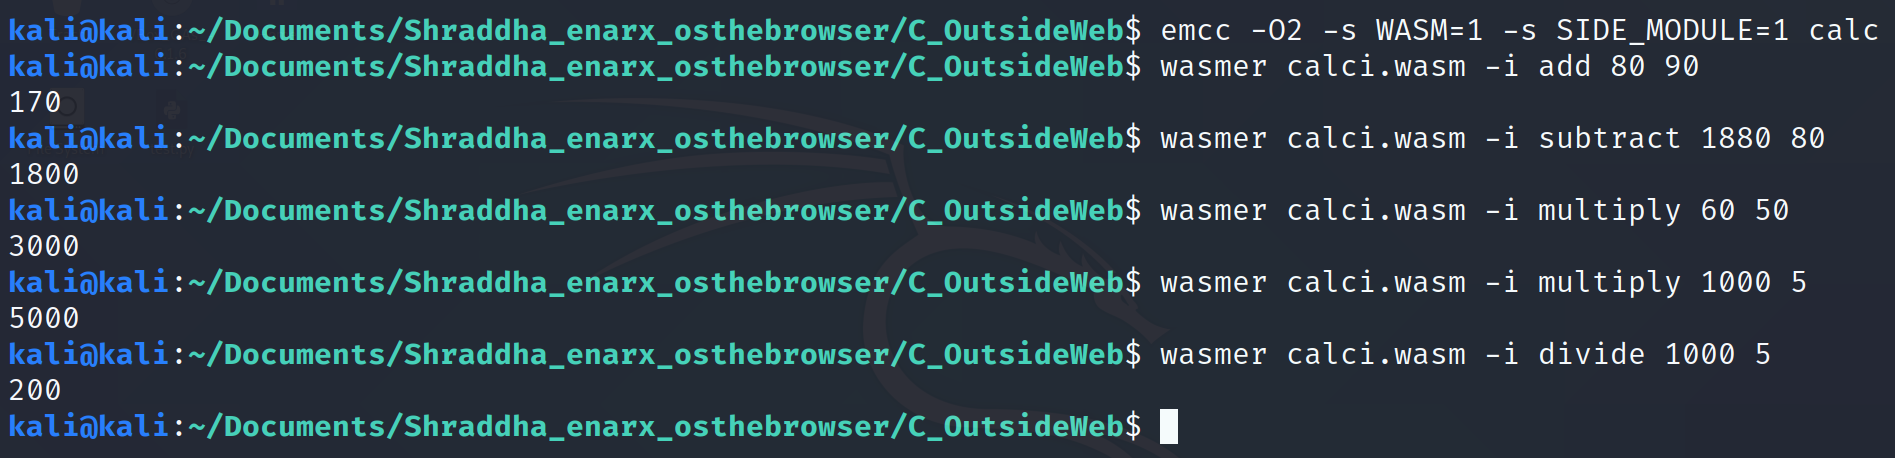 kali@kali:~/Documents/Shraddha_enarx_osthebrowser/C_OutsideWeb$ emcc -O2 -s WASM=1 -s SIDE_MODULE=1 calc
kali@kali:~/Documents/Shraddha_enarx_osthebrowser/C_OutsideWeb$ wasmer calci.wasm -i add 80 90
170
kali@kali:~/Documents/Shraddha_enarx_osthebrowser/C_OutsideWeb$ wasmer calci.wasm -i subtract 1880 80
1800
kali@kali:~/Documents/Shraddha_enarx_osthebrowser/C_OutsideWeb$ wasmer calci.wasm -i multiply 60 50
3000
kali@kali:~/Documents/Shraddha_enarx_osthebrowser/C_OutsideWeb$ wasmer calci.wasm -i multiply 1000 5
5000
kali@kali:~/Documents/Shraddha_enarx_osthebrowser/C_OutsideWeb$ wasmer calci.wasm -i divide 1000 5
200
kali@kali:~/Documents/Shraddha_enarx_osthebrowser/C_OutsideWeb$